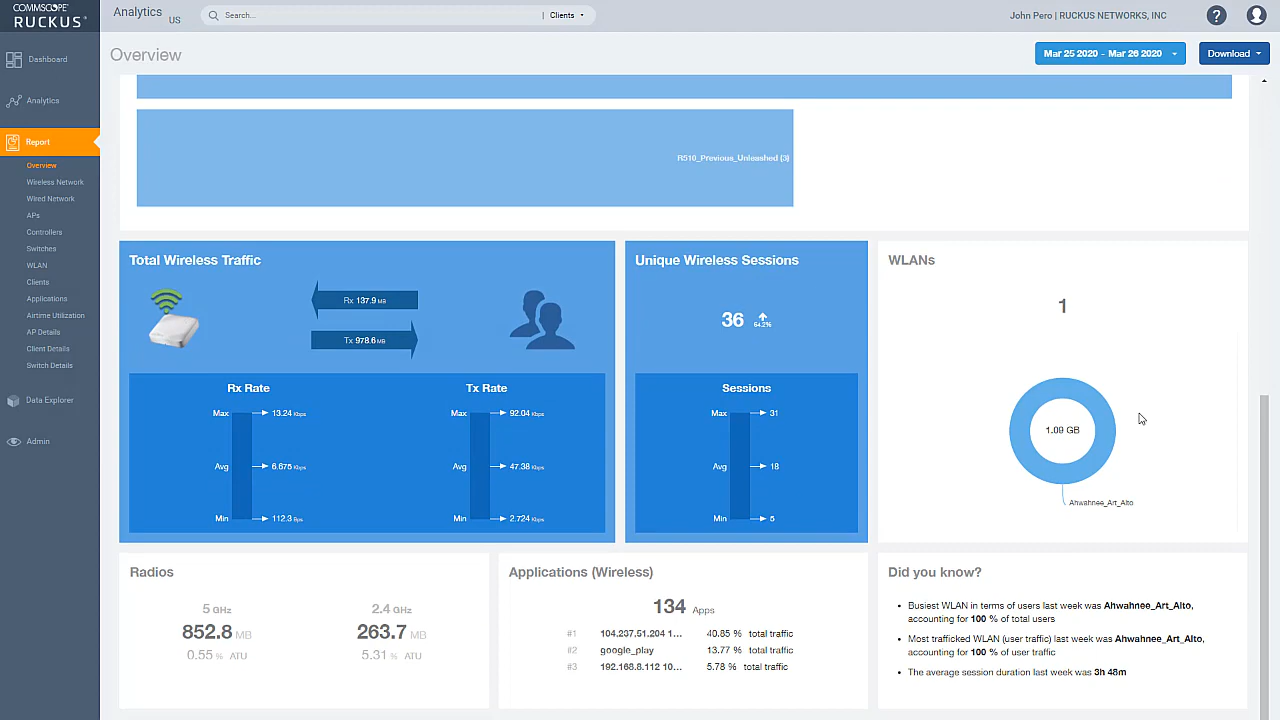 COMMSCOPE
RUCKUS
Analytics
US
Search...
Clients
John Pero | RUCKUS NETWORKS, INC
?
Dashboard
Analytics
Report
Overview
Wireless Network
Wired Network
APs
Controllers
Switches
WLAN
Clients
Applications
Airtime Utilization
AP Details
Client Details
Switch Details
Data Explorer
Admin
Overview
Mar 25 2020 - Mar 26 2020
Download
R510_Previous_Unleashed (3)
Total Wireless Traffic
Rx 137.9 MB
Tx 978.6 MB
Rx Rate
Max 13.24 Kbps
Avg 6.675 Kbps
Min 112.3 Bps
Tx Rate
Max 92.04 Kbps
Avg 47.38 Kbps
Min 2.724 Kbps
Unique Wireless Sessions
36 64.2%
Sessions
Max 31
Avg 18
Min 5
WLANs
1
1.09 GB
Ahwahnee_Art_Alto
Radios
5 GHz
852.8 MB
0.55 % ATU
2.4 GHz
263.7 MB
5.31 % ATU
Applications (Wireless)
134 Apps
#1 104.237.51.204 1... 40.85 % total traffic
#2 google_play 13.77 % total traffic
#3 192.168.8.112 10... 5.78 % total traffic
Did you know?
• Busiest WLAN in terms of users last week was Ahwahnee_Art_Alto,
accounting for 100 % of total users
• Most trafficked WLAN (user traffic) last week was Ahwahnee_Art_Alto,
accounting for 100 % of user traffic
• The average session duration last week was 3h 48m